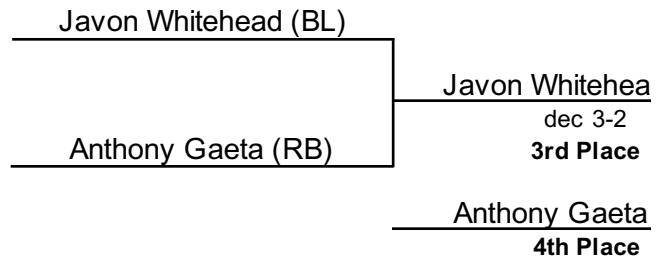 Javon Whitehead (BL)
Javon Whitehea
dec 3-2
Anthony Gaeta (RB)
3rd Place
Anthony Gaeta
4th Place